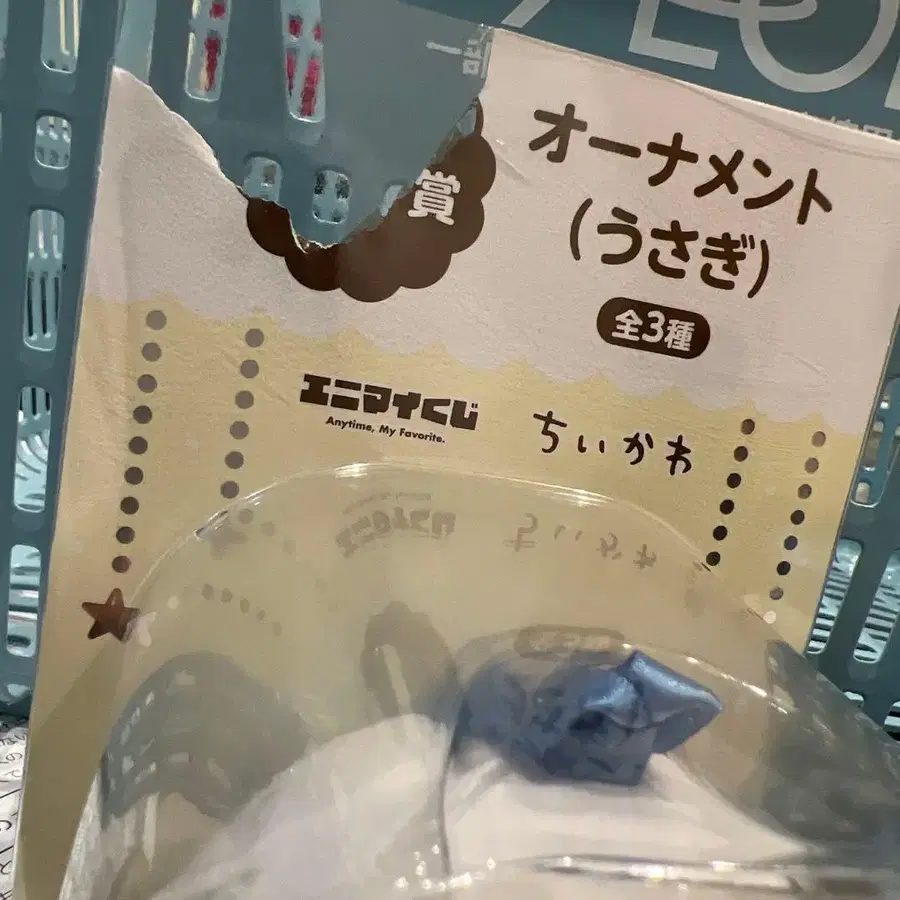 賞
オーナメント
(うさぎ)
全3種
エニマイくじ
Anytime, My Favorite.
ちいかわ